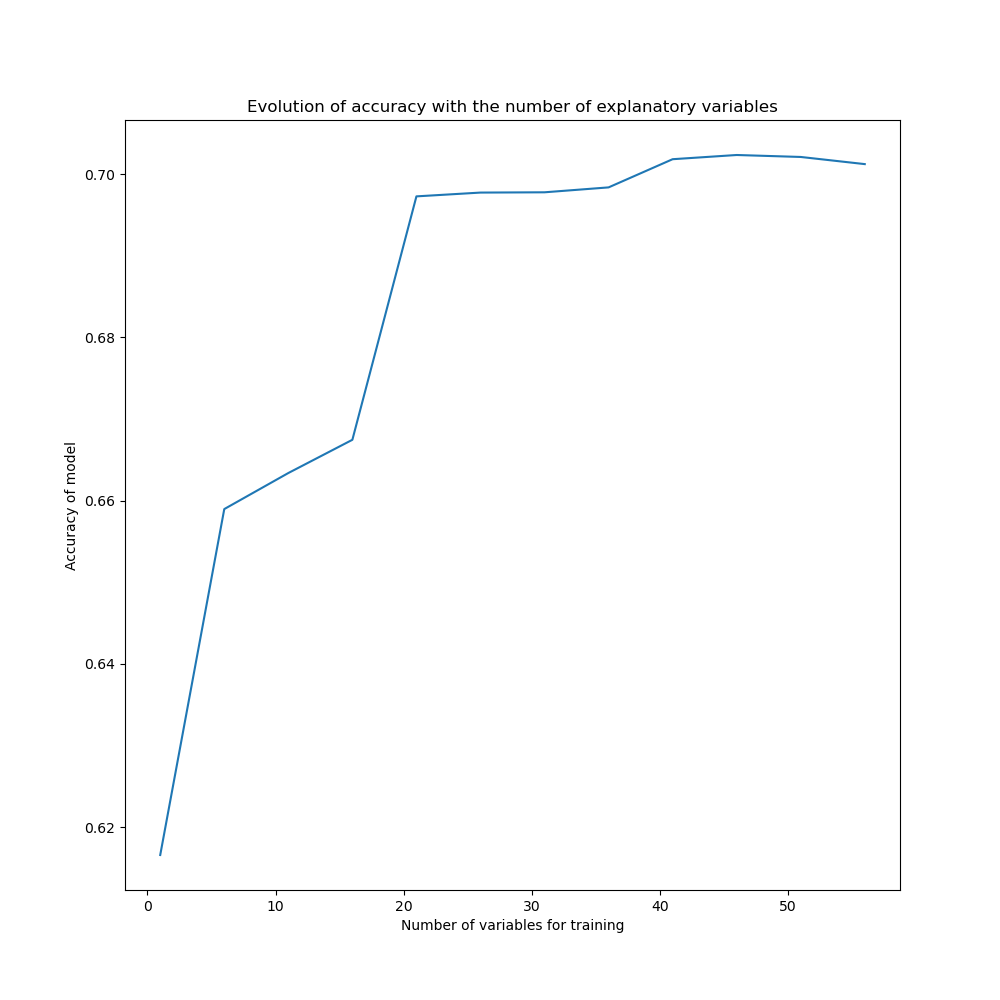 Evolution of accuracy with the number of explanatory variables
0.70
0.68
0.66
0.64
0.62
Accuracy of model
0 10 20 30 40 50
Number of variables for training